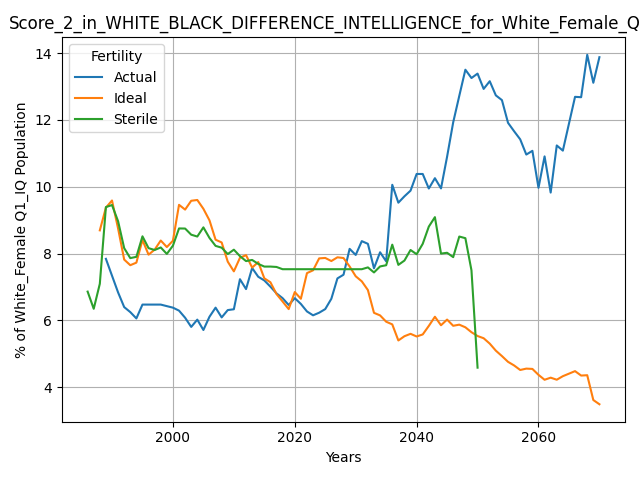 Score_2_in_WHITE_BLACK_DIFFERENCE_INTELLIGENCE_for_White_Female_Q
14
12
10
8
6
4
% of White_Female Q1_IQ Population
Fertility
Actual
Ideal
Sterile
2000
2020
2040
2060
Years